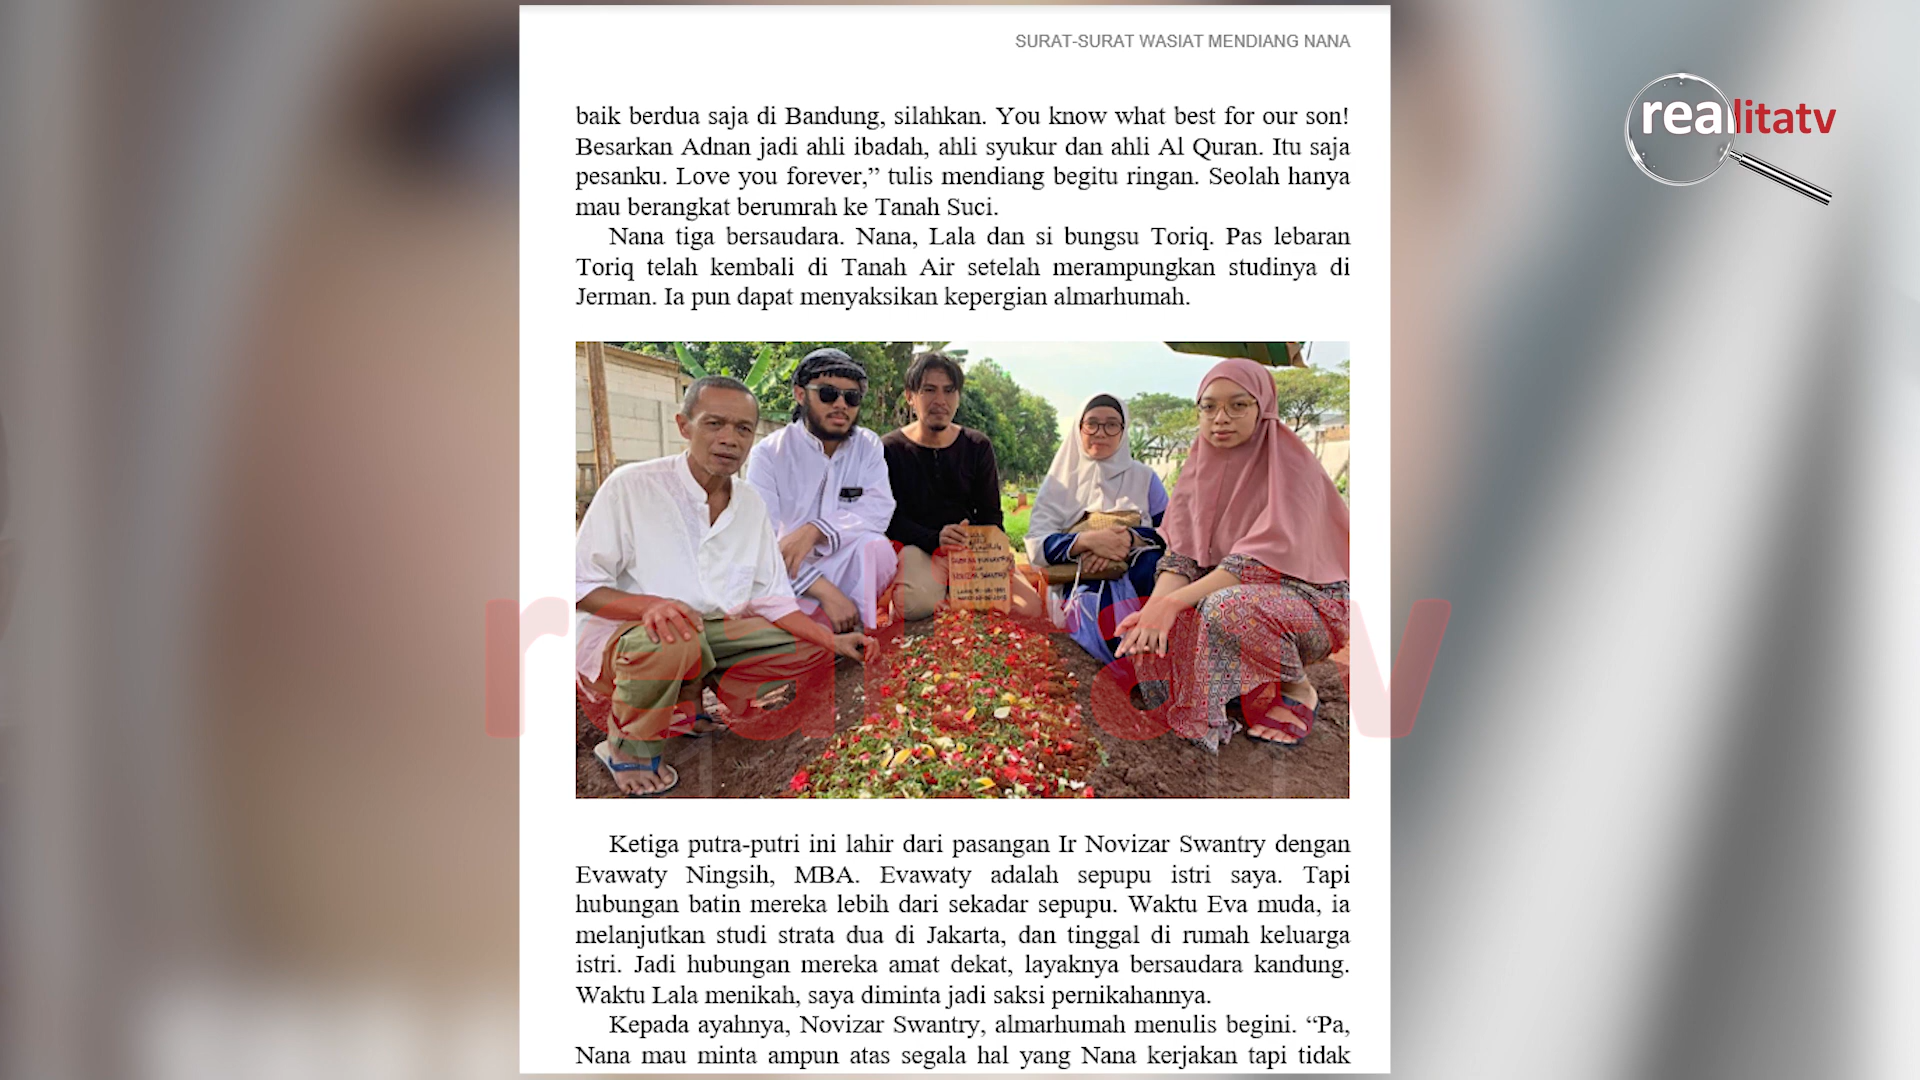 SURAT-SURAT WASIAT MENDIANG NANA
realitatv
baik berdua saja di Bandung, silahkan. You know what best for our son!
Besarkan Adnan jadi ahli ibadah, ahli syukur dan ahli Al Quran. Itu saja
pesanku. Love you forever,” tulis mendiang begitu ringan. Seolah hanya
mau berangkat berumrah ke Tanah Suci.
Nana tiga bersaudara. Nana, Lala dan si bungsu Toriq. Pas lebaran
Toriq telah kembali di Tanah Air setelah merampungkan studinya di
Jerman. Ia pun dapat menyaksikan kepergian almarhumah.
Ketiga putra-putri ini lahir dari pasangan Ir Novizar Swantry dengan
Evawaty Ningsih, MBA. Evawaty adalah sepupu istri saya. Tapi
hubungan batin mereka lebih dari sekadar sepupu. Waktu Eva muda, ia
melanjutkan studi strata dua di Jakarta, dan tinggal di rumah keluarga
istri. Jadi hubungan mereka amat dekat, layaknya bersaudara kandung.
Waktu Lala menikah, saya diminta jadi saksi pernikahannya.
Kepada ayahnya, Novizar Swantry, almarhumah menulis begini. “Pa,
Nana mau minta ampun atas segala hal yang Nana kerjakan tapi tidak